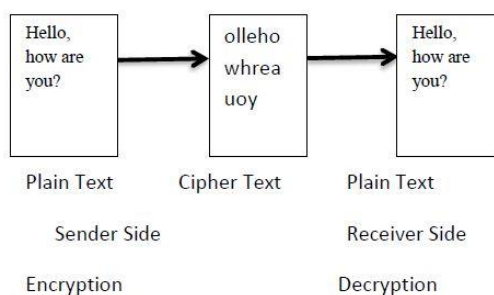 Hello,
how are
you?
olleho
whrea
uoy
Hello,
how are
you?
Plain Text Cipher Text Plain Text
Sender Side Receiver Side
Encryption Decryption